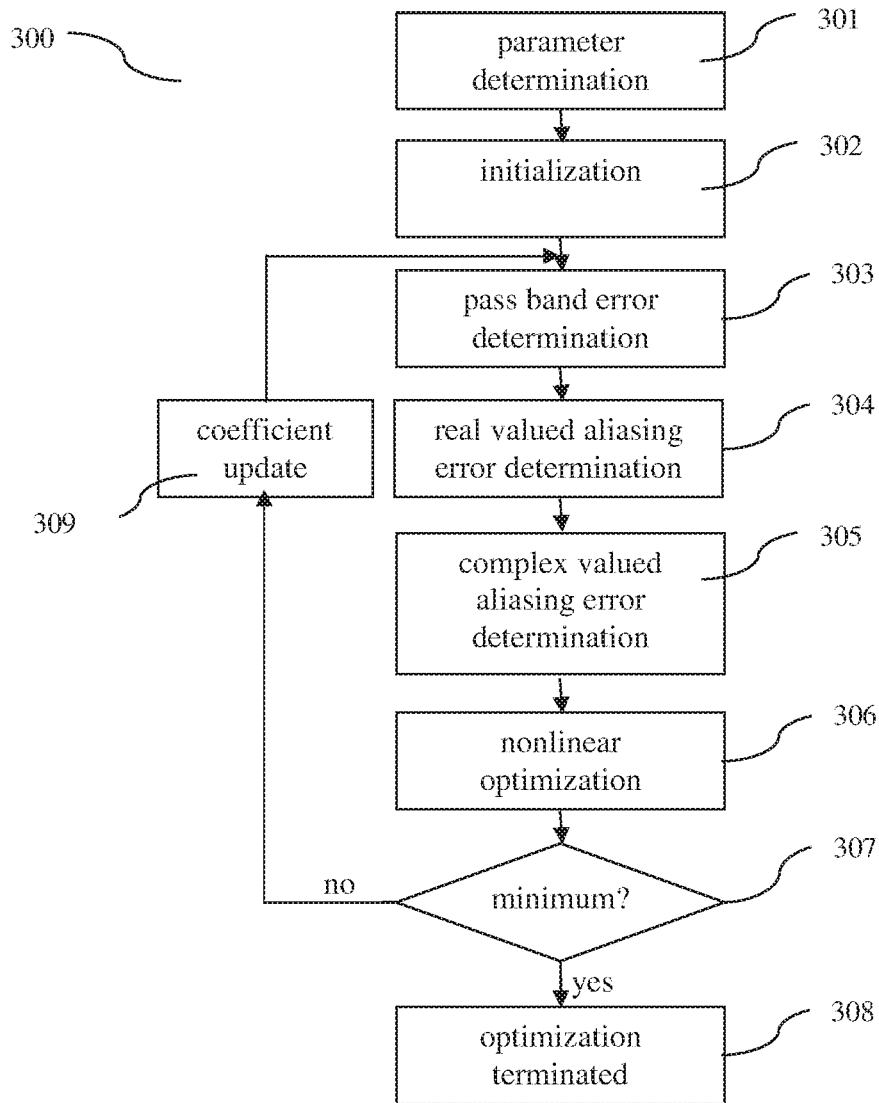 300
301
parameter
determination
302
initialization
303
pass band error
determination
304
real valued aliasing
error determination
coefficient
update
309
305
complex valued
aliasing error
determination
306
nonlinear
optimization
307
no
minimum?
yes
308
optimization
terminated